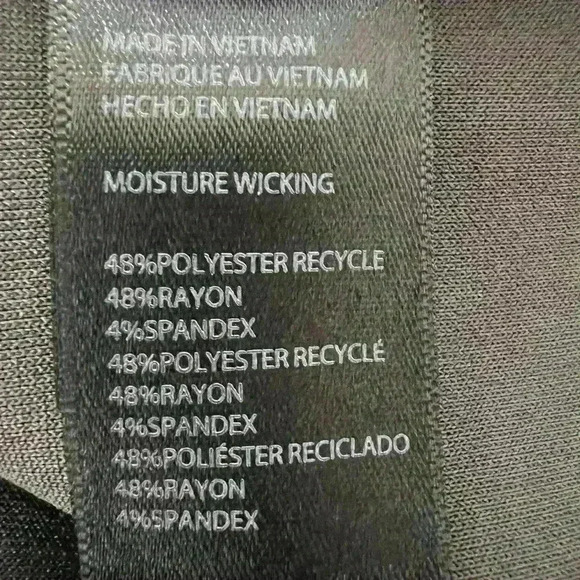 MADE IN VIETNAM
FABRIQUE AU VIETNAM
HECHO EN VIETNAM
MOISTURE WICKING
48%POLYESTER RECYCLE
48%RAYON
4%SPANDEX
48%POLYESTER RECYCLÉ
48%RAYON
4%SPANDEX
48%POLIÉSTER RECICLADO
48%RAYON
4%SPANDEX